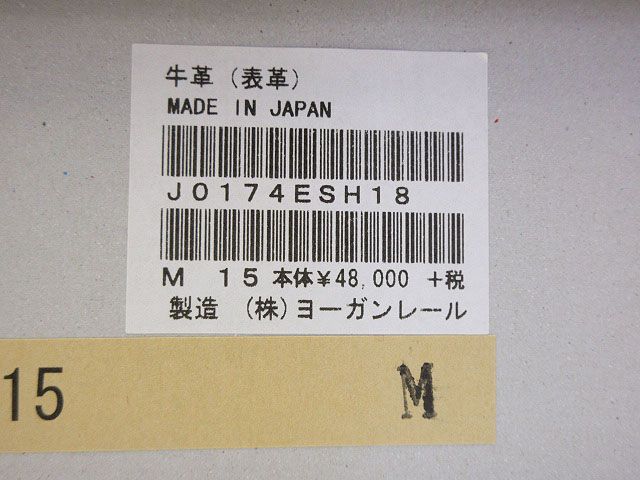 牛革(表革)
MADE IN JAPAN
J0174ESH18
M 15 本体¥48,000 +税
製造 (株)ヨーガンレール
15 M